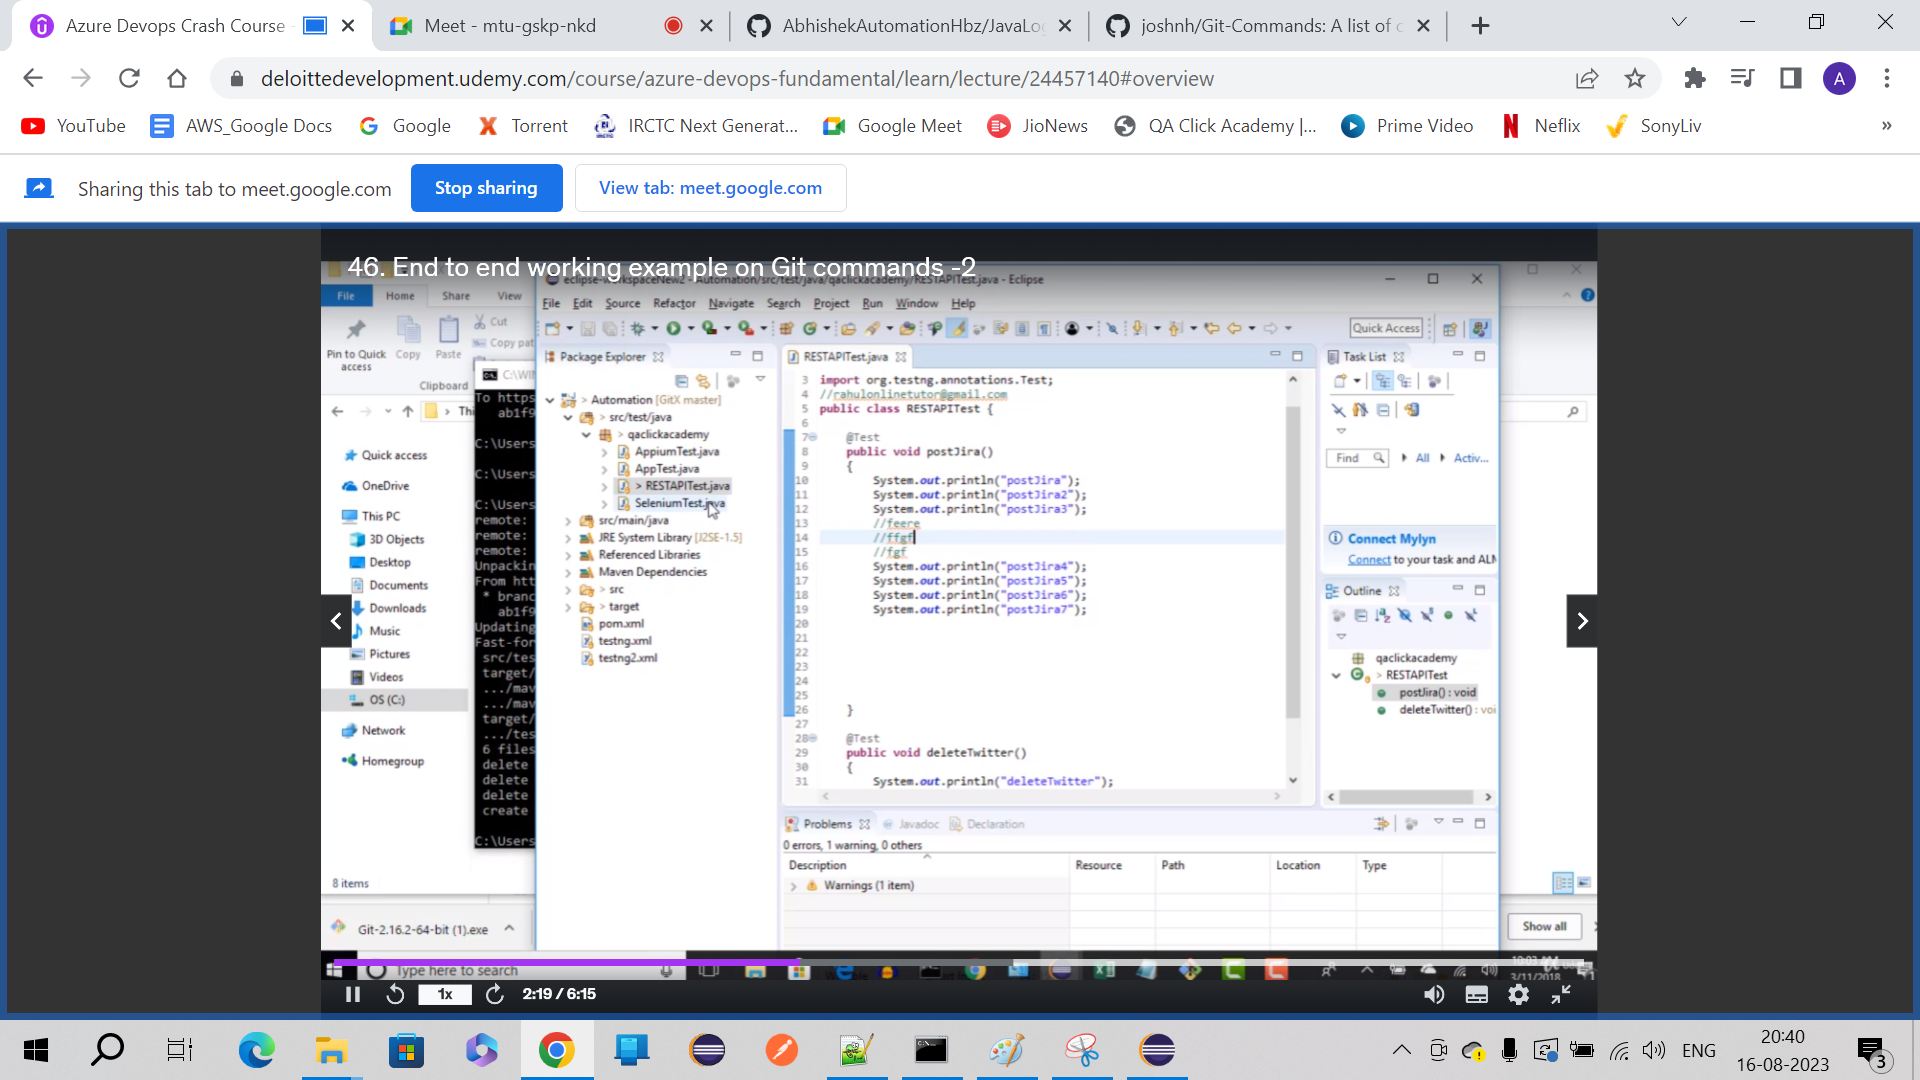 Azure Devops Crash Course
Meet - mtu-gskp-nkd
AbhishekAutomationHbz/JavaLo
joshnh/Git-Commands: A list of c
deloittedevelopment.udemy.com/course/azure-devops-fundamental/learn/lecture/24457140#overview
A
YouTube
AWS_Google Docs
Google
Torrent
IRCTC Next Generat...
Google Meet
JioNews
QA Click Academy |...
Prime Video
Neflix
SonyLiv
Sharing this tab to meet.google.com
Stop sharing
View tab: meet.google.com
46. End to end working example on Git commands -2
eclipse-workspaceNew2 - Automation/src/test/java/qaclickacademy/RESTAPITest.java - Eclipse
File Home Share View
File Edit Source Refactor Navigate Search Project Run Window Help
Pin to Quick access
Copy
Paste
Cut
Copy pat
Clipboard
Quick Access
Quick access
OneDrive
This PC
3D Objects
Desktop
Documents
Downloads
Music
Pictures
Videos
OS (C:)
Network
Homegroup
8 items
C:\WIN
To https
ab1f9
C:\Users
C:\Users
C:\Users
remote:
remote:
remote:
Unpackin
From htt
* branc
ab1f9
Updating
Fast-for
src/tes
target/
.../mav
.../mav
target/
.../tes
6 files
delete
delete
delete
create
C:\Users
Package Explorer
> Automation [GitX master]
> src/test/java
> qaclickacademy
AppiumTest.java
AppTest.java
> RESTAPITest.java
SeleniumTest.java
src/main/java
JRE System Library [J2SE-1.5]
Referenced Libraries
Maven Dependencies
> src
> target
pom.xml
testng.xml
testng2.xml
RESTAPITest.java
3 import org.testng.annotations.Test;
4 //rahulonlinetutor@gmail.com
5 public class RESTAPITest {
6
7 @Test
8 public void postJira()
9 {
10 System.out.println("postJira");
11 System.out.println("postJira2");
12 System.out.println("postJira3");
13 //feere
14 //ffgf
15 //fgf
16 System.out.println("postJira4");
17 System.out.println("postJira5");
18 System.out.println("postJira6");
19 System.out.println("postJira7");
20
21
22
23
24
25
26 }
27
28 @Test
29 public void deleteTwitter()
30 {
31 System.out.println("deleteTwitter");
Task List
Find
All
Activ...
Connect Mylyn
Connect to your task and ALM
Outline
qaclickacademy
> RESTAPITest
postJira() : void
deleteTwitter() : voi
Problems Javadoc Declaration
0 errors, 1 warning, 0 others
Description Resource Path Location Type
Warnings (1 item)
Git-2.16.2-64-bit (1).exe
Show all
Type here to search
3/11/2018
1x
2:19 / 6:15
ENG
20:40
16-08-2023
3